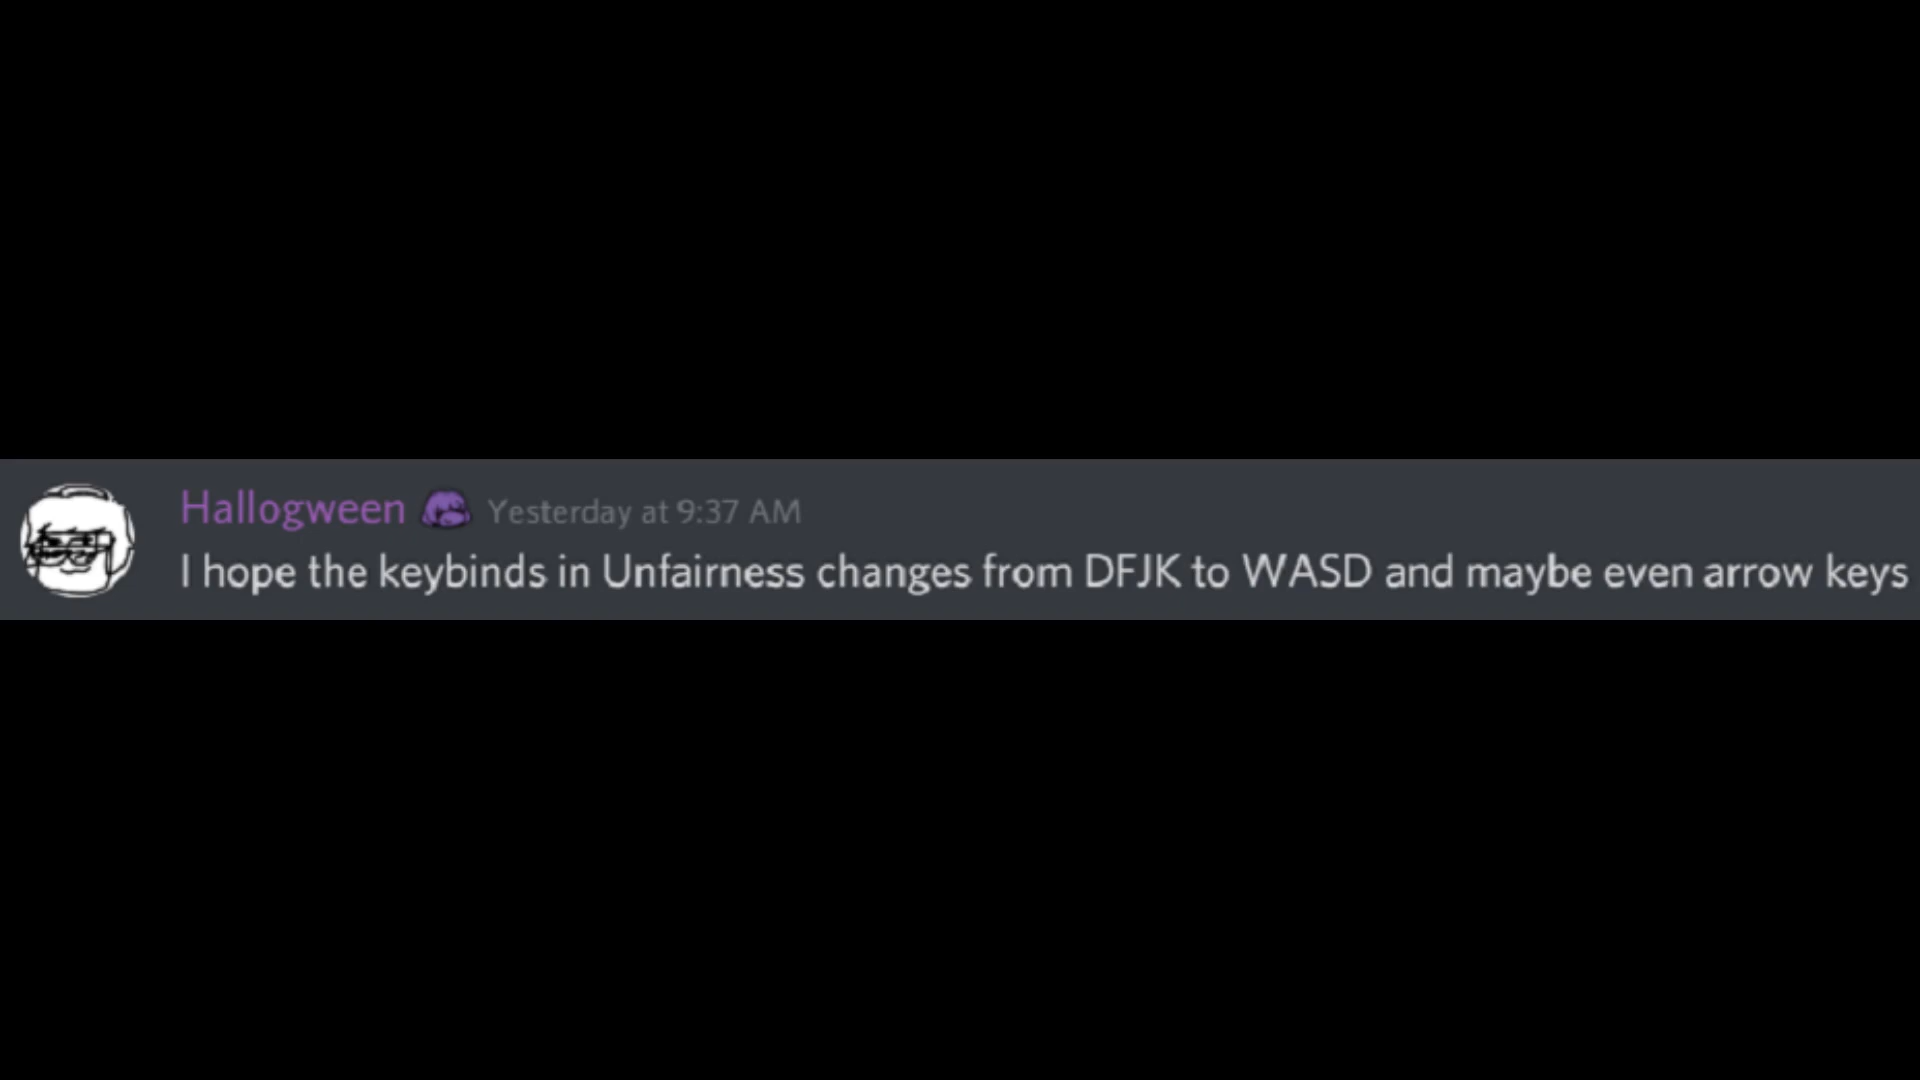 Hallogween Yesterday at 9:37 AM
I hope the keybinds in Unfairness changes from DFJK to WASD and maybe even arrow keys